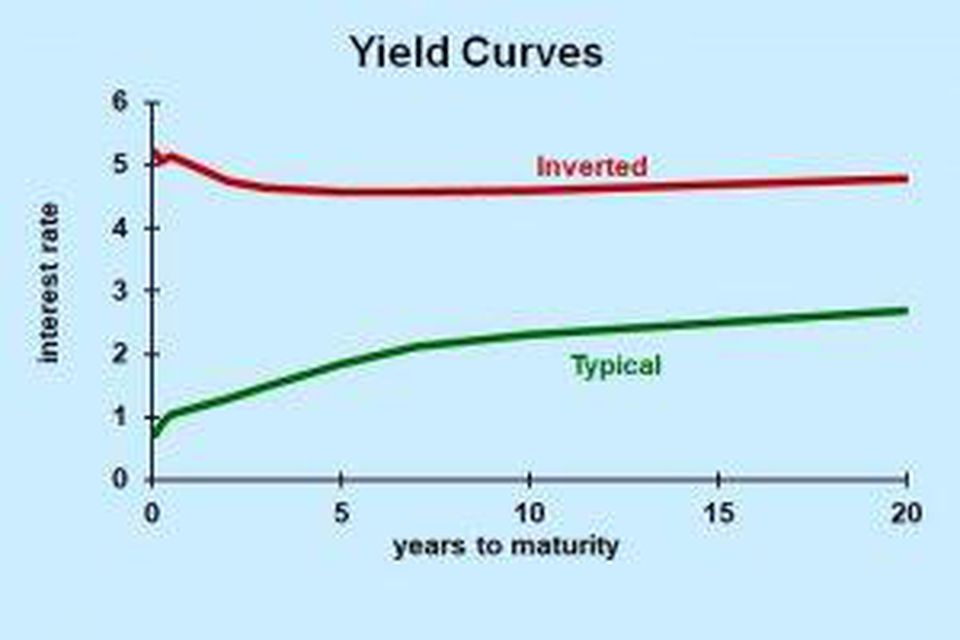 Yield Curves
6
5
4
3
2
1
0
interest rate
Inverted
Typical
0 5 10 15 20
years to maturity